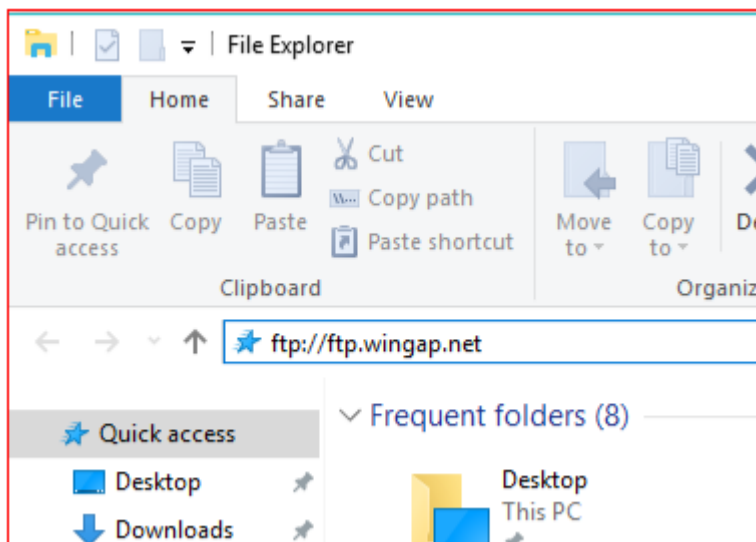 File Explorer
File Home Share View
Pin to Quick access
Copy
Paste
Cut
Copy path
Paste shortcut
Move to
Copy to
Clipboard
ftp://ftp.wingap.net
Quick access
Desktop
Downloads
Frequent folders (8)
Desktop
This PC